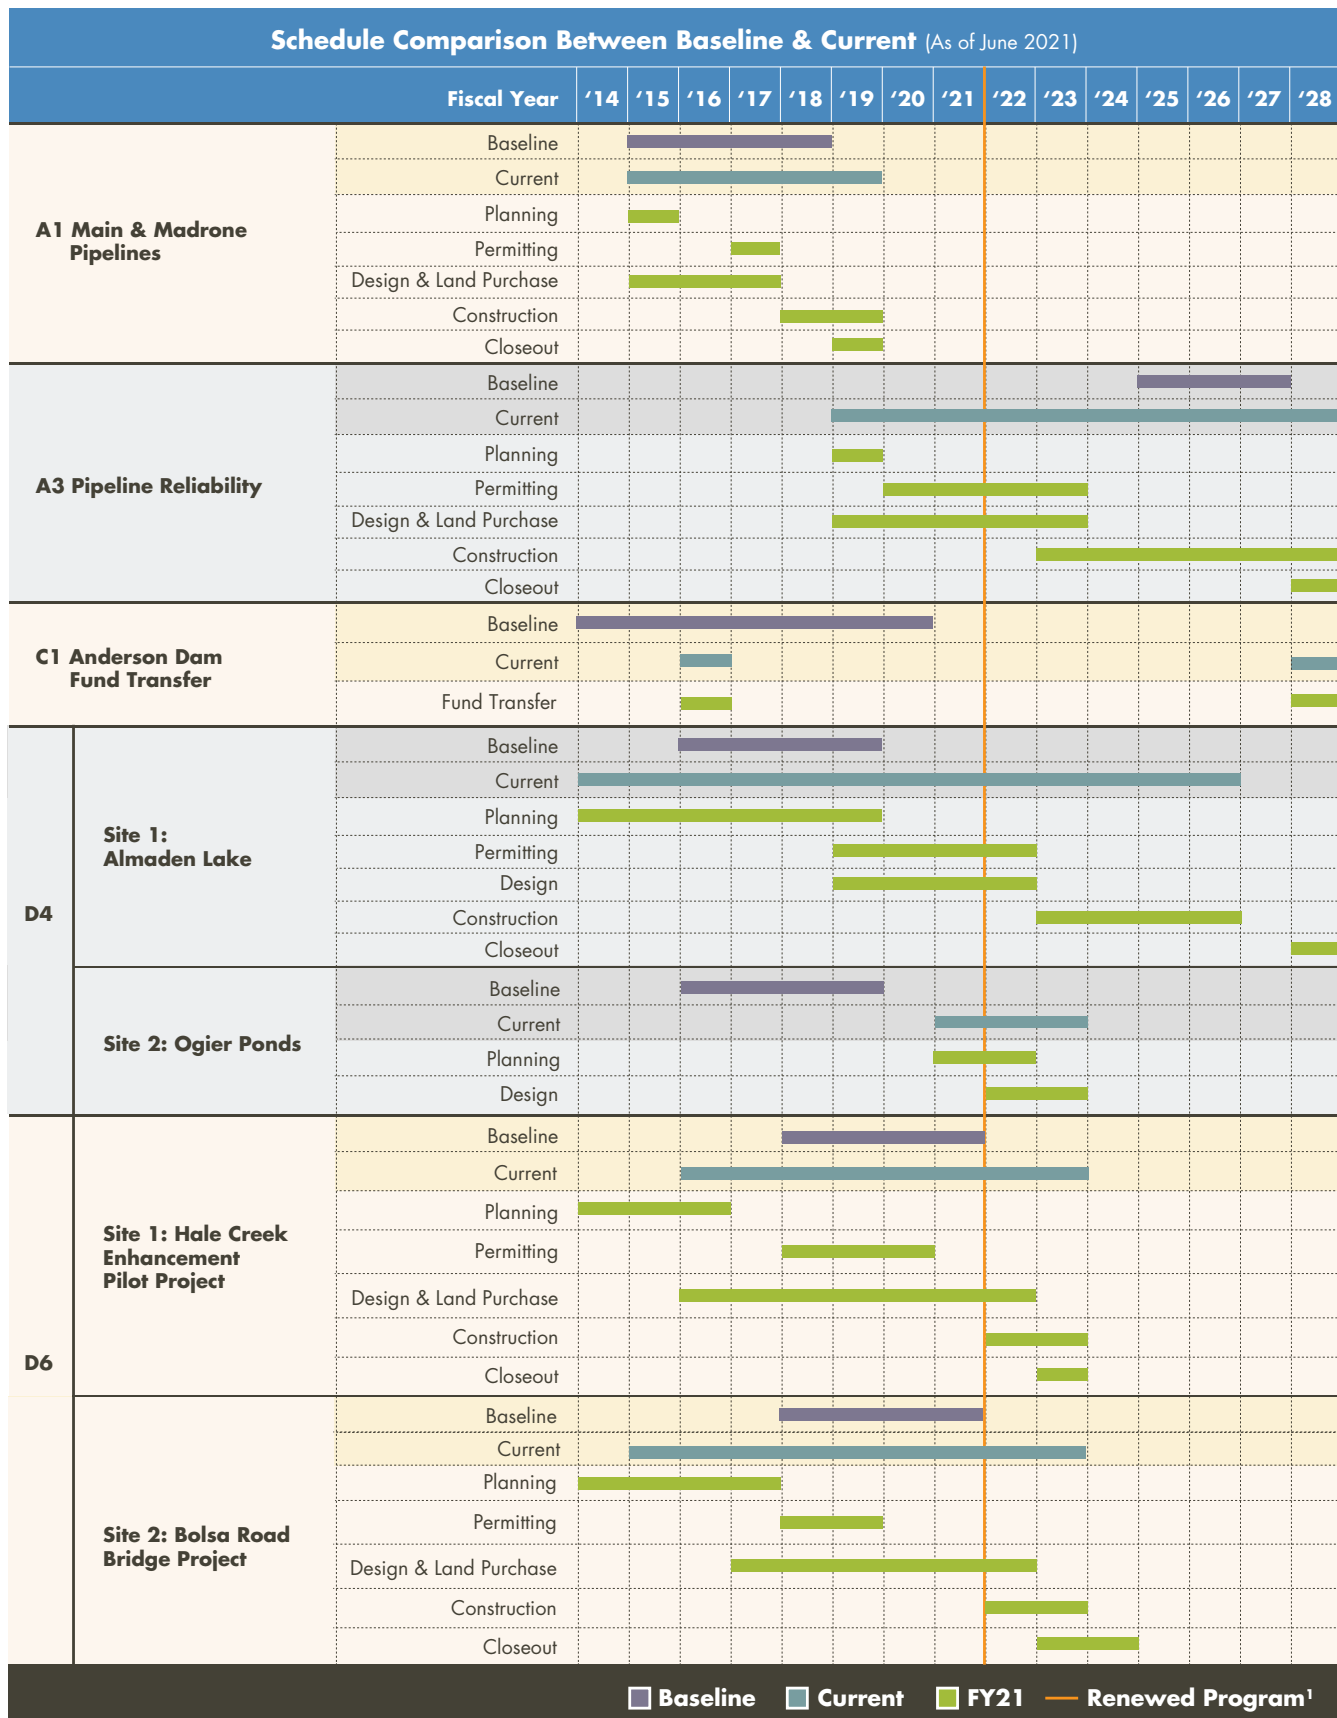 Schedule Comparison Between Baseline & Current (As of June 2021)
Fiscal Year ‘14 ‘15 ‘16 ‘17 ‘18 ‘19 ‘20 ‘21 ‘22 ‘23 ‘24 ‘25 ‘26 ‘27 ‘28
A1 Main & Madrone
Pipelines
Baseline
Current
Planning
Permitting
Design & Land Purchase
Construction
Closeout
A3 Pipeline Reliability
Baseline
Current
Planning
Permitting
Design & Land Purchase
Construction
Closeout
C1 Anderson Dam
Fund Transfer
Baseline
Current
Fund Transfer
D4
Site 1:
Almaden Lake
Baseline
Current
Planning
Permitting
Design
Construction
Closeout
Site 2: Ogier Ponds
Baseline
Current
Planning
Design
D6
Site 1: Hale Creek
Enhancement
Pilot Project
Baseline
Current
Planning
Permitting
Design & Land Purchase
Construction
Closeout
Site 2: Bolsa Road
Bridge Project
Baseline
Current
Planning
Permitting
Design & Land Purchase
Construction
Closeout
Baseline Current FY21 Renewed Program¹